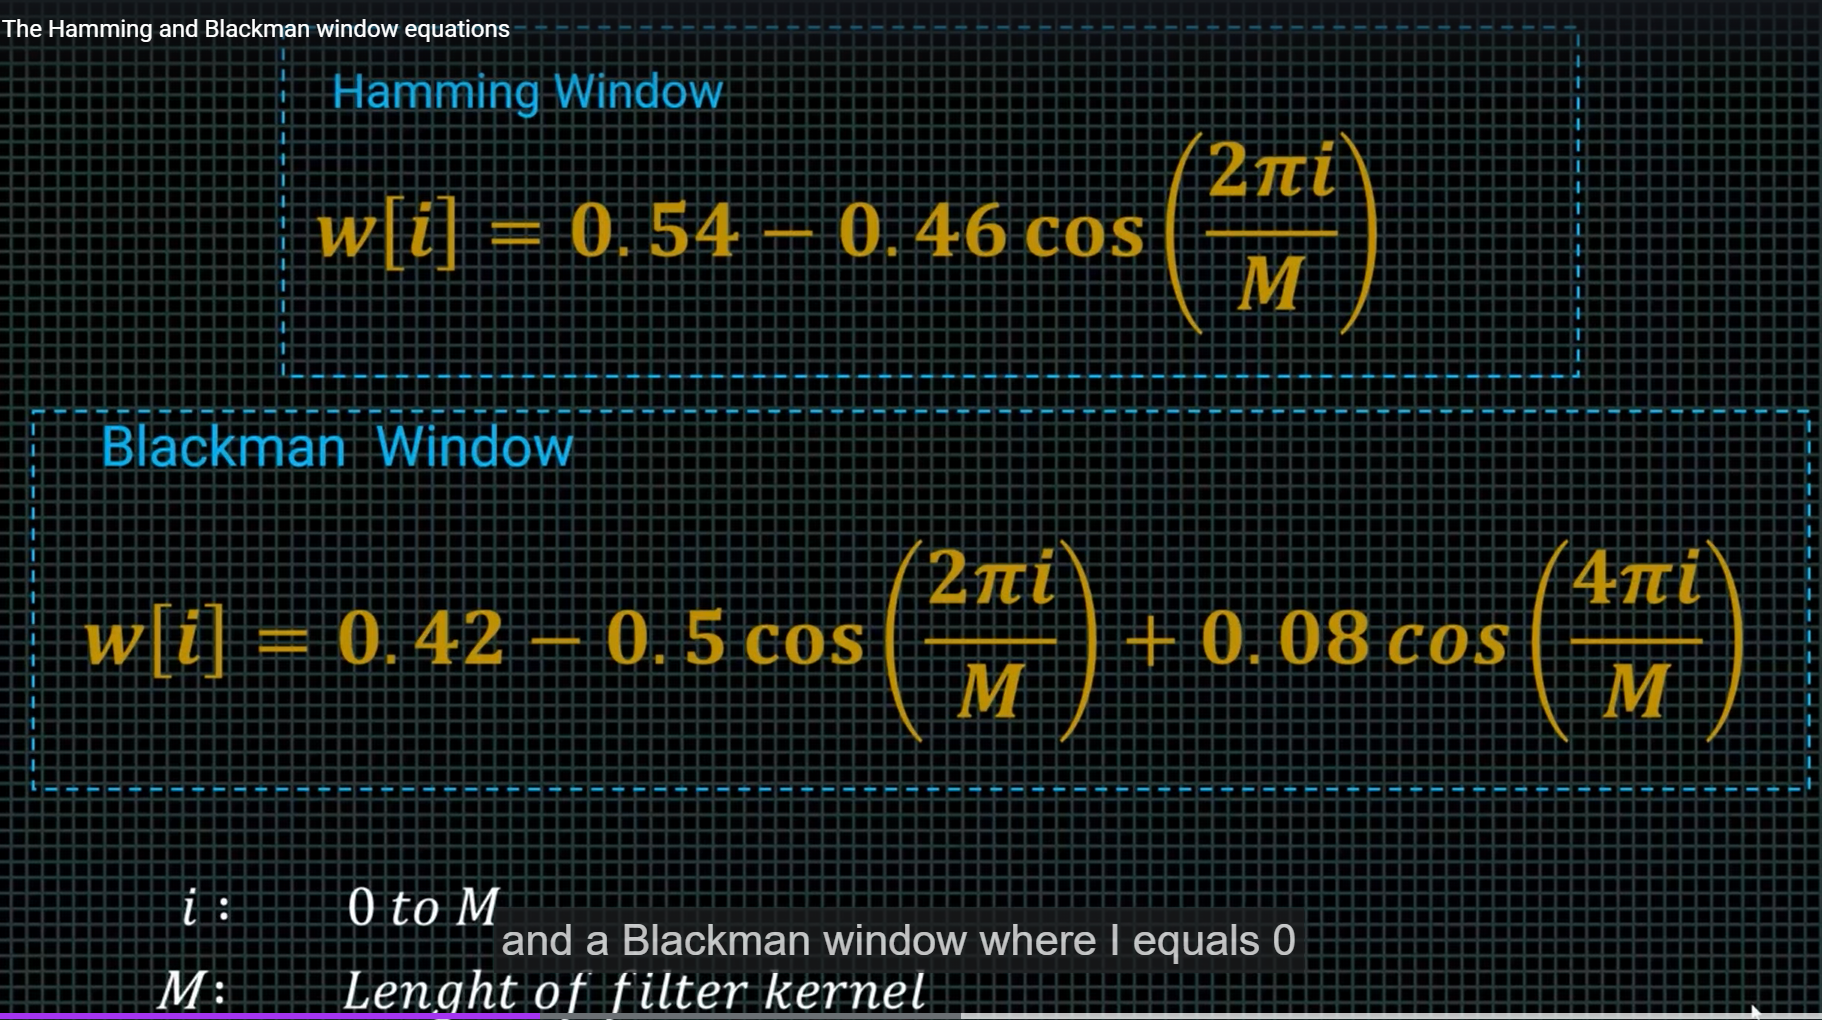 The Hamming and Blackman window equations
Hamming Window
w[i] = 0.54 − 0.46 cos(2πi/M)
Blackman Window
w[i] = 0.42 − 0.5 cos(2πi/M) + 0.08 cos(4πi/M)
i : 0 to M
and a Blackman window where I equals 0
M: Lenght of filter kernel